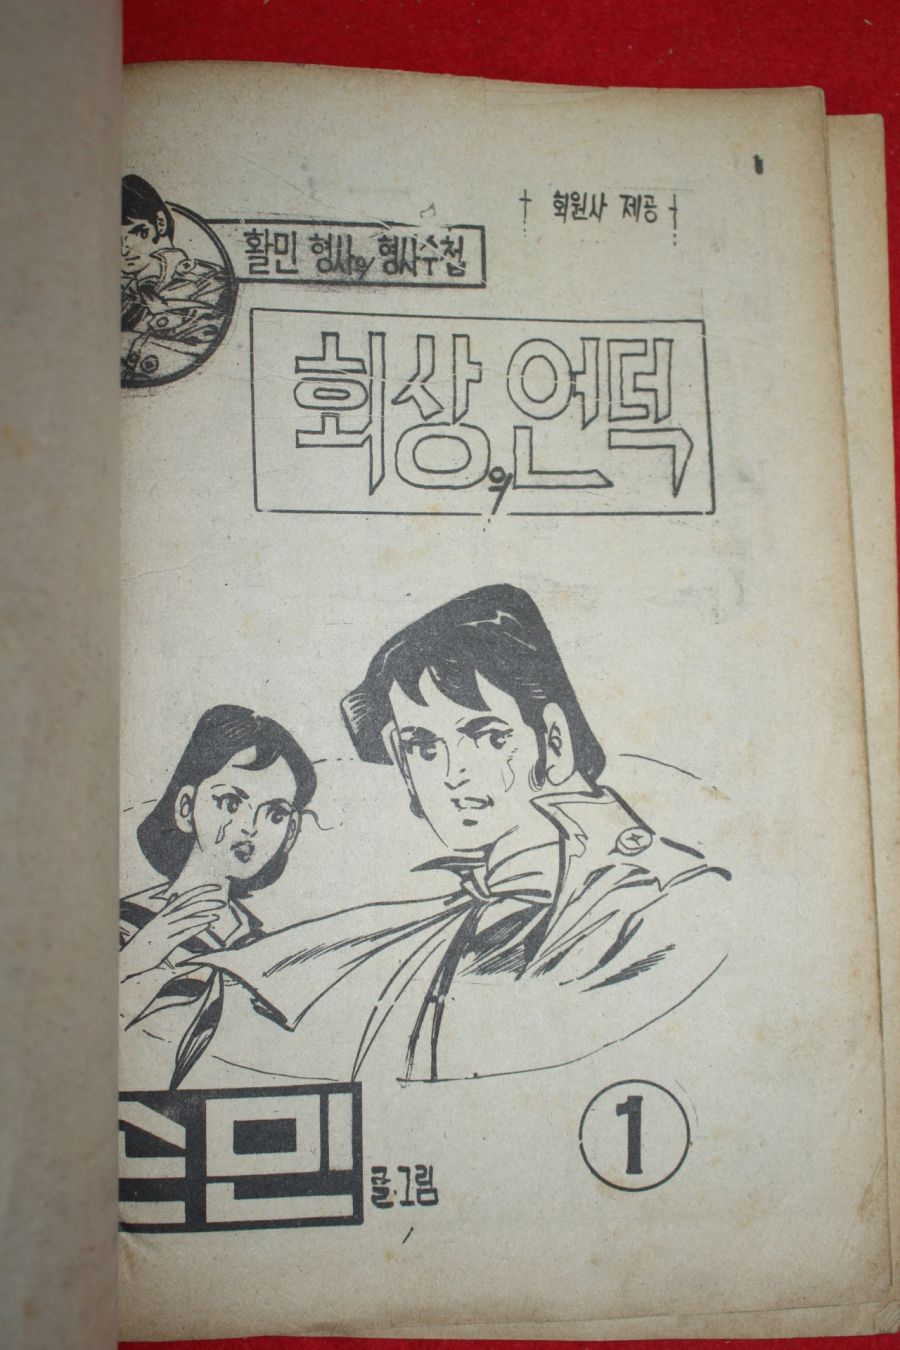 † 회원사 제공 †
활민 형사의 형사수첩
회상의 언덕
민
글·그림
1